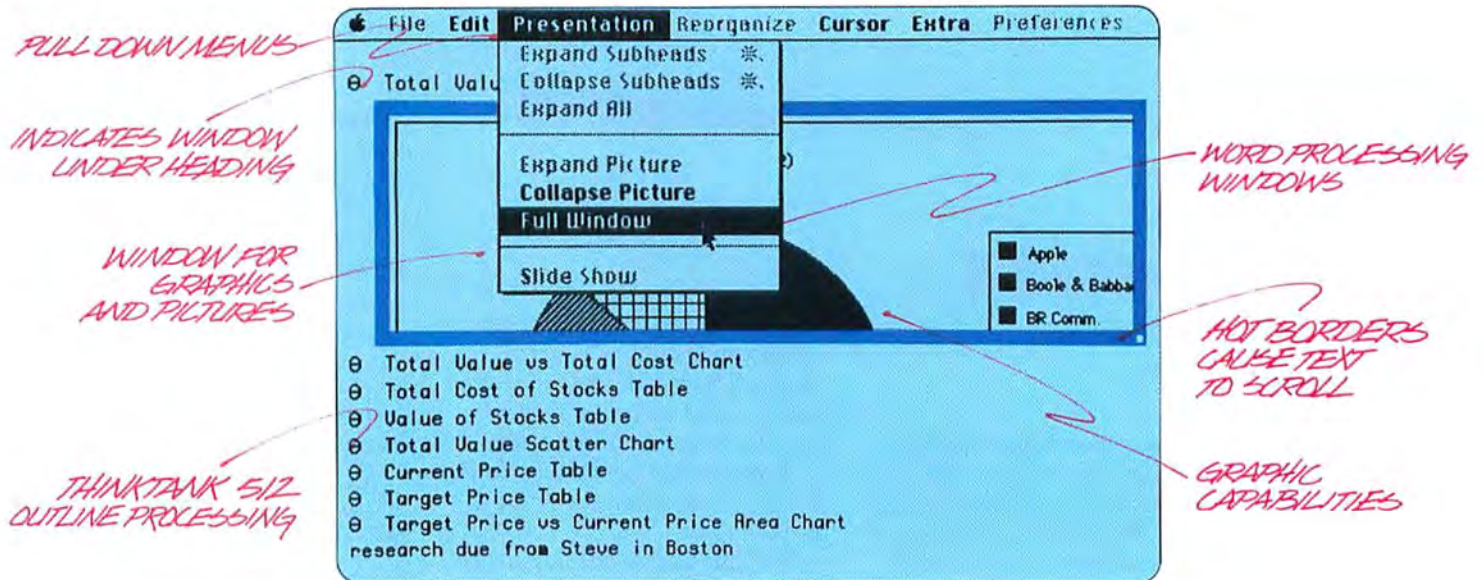 File Edit Presentation Reorganize Cursor Extra Preferences
PULL DOWN MENUS
Expand Subheads ⌘.
Θ Total Valu
Collapse Subheads ⌘.
Expand All
INDICATES WINDOW
UNDER HEADING
Expand Picture
Collapse Picture
Full Window
Slide Show
WORD PROCESSING
WINDOWS
WINDOW FOR
GRAPHICS
AND PICTURES
Apple
Boole & Babba
BR Comm.
HOT BORDERS
CAUSE TEXT
TO SCROLL
Θ Total Value vs Total Cost Chart
Θ Total Cost of Stocks Table
Θ Value of Stocks Table
Θ Total Value Scatter Chart
Θ Current Price Table
Θ Target Price Table
Θ Target Price vs Current Price Area Chart
research due from Steve in Boston
THINKTANK 512
OUTLINE PROCESSING
GRAPHIC
CAPABILITIES